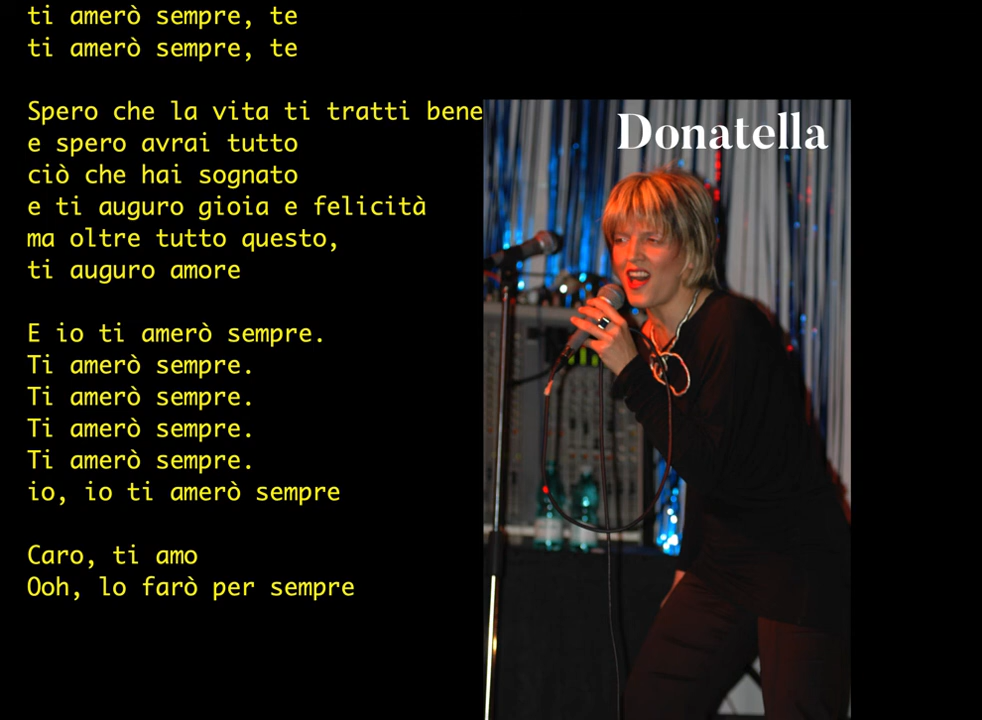 ti amerò sempre, te
ti amerò sempre, te
Spero che la vita ti tratti bene
e spero avrai tutto
ciò che hai sognato
e ti auguro gioia e felicità
ma oltre tutto questo,
ti auguro amore
E io ti amerò sempre.
Ti amerò sempre.
Ti amerò sempre.
Ti amerò sempre.
Ti amerò sempre.
io, io ti amerò sempre
Caro, ti amo
Ooh, lo farò per sempre
Donatella